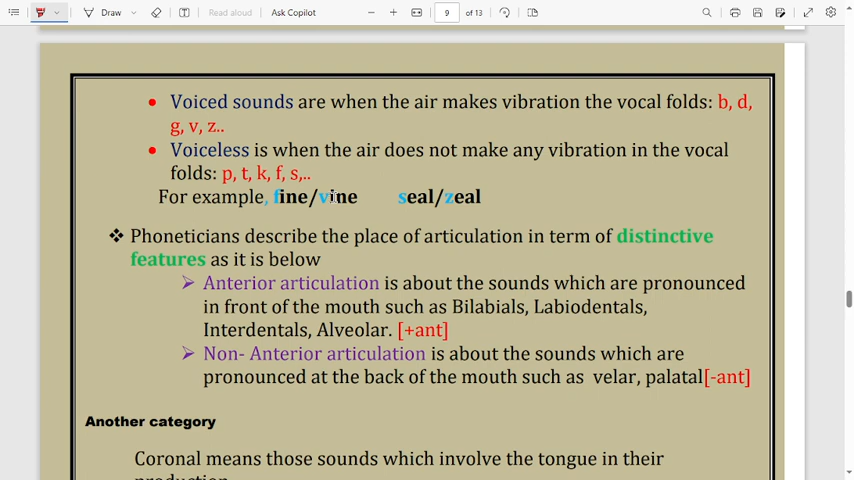 Draw
Read aloud
Ask Copilot
9 of 13
Voiced sounds are when the air makes vibration the vocal folds: b, d,
g, v, z..
Voiceless is when the air does not make any vibration in the vocal
folds: p, t, k, f, s,..
For example, fine/vine seal/zeal
Phoneticians describe the place of articulation in term of distinctive
features as it is below
Anterior articulation is about the sounds which are pronounced
in front of the mouth such as Bilabials, Labiodentals,
Interdentals, Alveolar. [+ant]
Non- Anterior articulation is about the sounds which are
pronounced at the back of the mouth such as velar, palatal[-ant]
Another category
Coronal means those sounds which involve the tongue in their
production